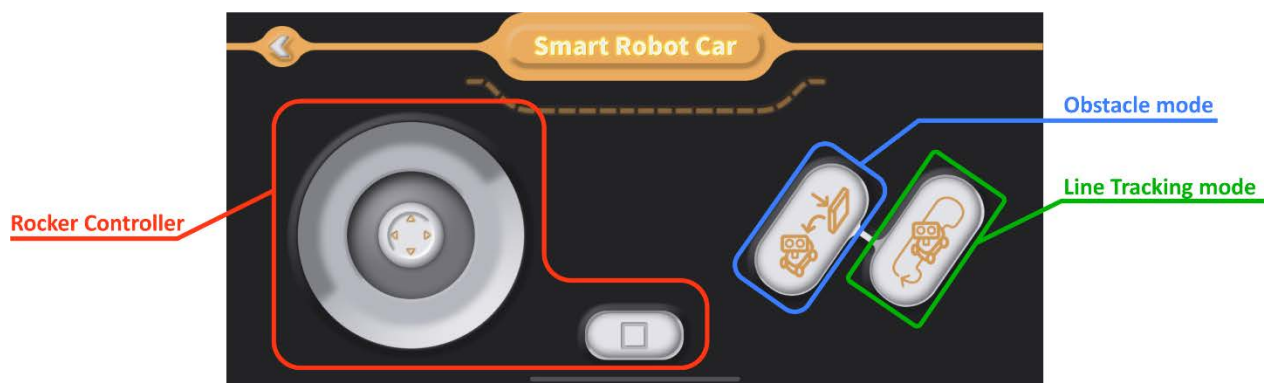 Smart Robot Car
Obstacle mode
Line Tracking mode
Rocker Controller